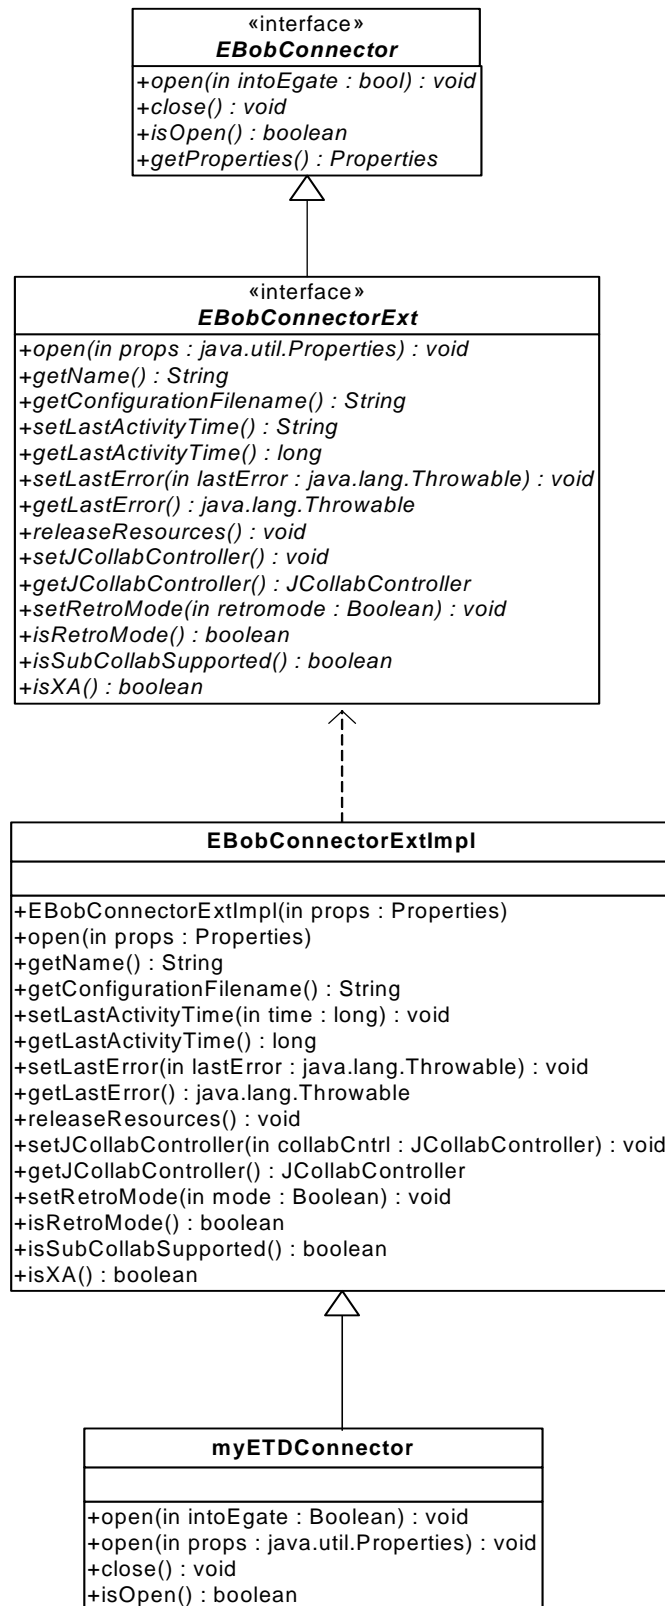 «interface»
EBobConnector
+open(in intoEgate : bool) : void
+close() : void
+isOpen() : boolean
+getProperties() : Properties
«interface»
EBobConnectorExt
+open(in props : java.util.Properties) : void
+getName() : String
+getConfigurationFilename() : String
+setLastActivityTime() : String
+getLastActivityTime() : long
+setLastError(in lastError : java.lang.Throwable) : void
+getLastError() : java.lang.Throwable
+releaseResources() : void
+setJCollabController() : void
+getJCollabController() : JCollabController
+setRetroMode(in retromode : Boolean) : void
+isRetroMode() : boolean
+isSubCollabSupported() : boolean
+isXA() : boolean
EBobConnectorExtImpl
+EBobConnectorExtImpl(in props : Properties)
+open(in props : Properties)
+getName() : String
+getConfigurationFilename() : String
+setLastActivityTime(in time : long) : void
+getLastActivityTime() : long
+setLastError(in lastError : java.lang.Throwable) : void
+getLastError() : java.lang.Throwable
+releaseResources() : void
+setJCollabController(in collabCntrl : JCollabController) : void
+getJCollabController() : JCollabController
+setRetroMode(in mode : Boolean) : void
+isRetroMode() : boolean
+isSubCollabSupported() : boolean
+isXA() : boolean
myETDConnector
+open(in intoEgate : Boolean) : void
+open(in props : java.util.Properties) : void
+close() : void
+isOpen() : boolean